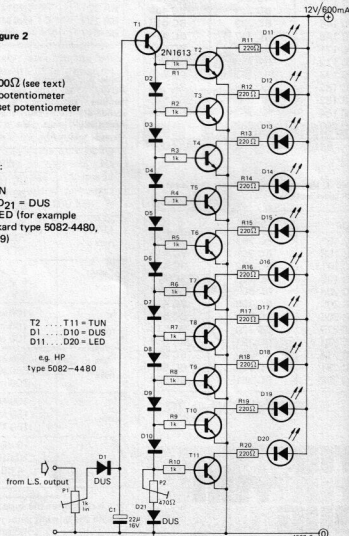 gure 2
00Ω (see text)
potentiometer
set potentiometer
:
N
D21 = DUS
ED (for example
kard type 5082-4480,
9)
12V/600mA
T1
2N1613
T2
R11
220Ω
D11
1k
R1
D2
T3
R12
220Ω
D12
R2
1k
D3
T4
R13
220Ω
D13
R3
1k
D4
T5
R14
220Ω
D14
R4
1k
D5
T6
R15
220Ω
D15
R5
1k
D6
T7
R16
220Ω
D16
R6
1k
D7
T8
R17
220Ω
D17
R7
1k
D8
T9
R18
220Ω
D18
R8
1k
D9
T10
R19
220Ω
D19
R9
1k
D10
T11
R20
220Ω
D20
R10
1k
T2 .... T11 = TUN
D1 .... D10 = DUS
D11 .... D20 = LED
e.g. HP
type 5082-4480
from L.S. output
P1
1k
lin
D1
DUS
C1
22µ
16V
P2
470Ω
D21
DUS
0